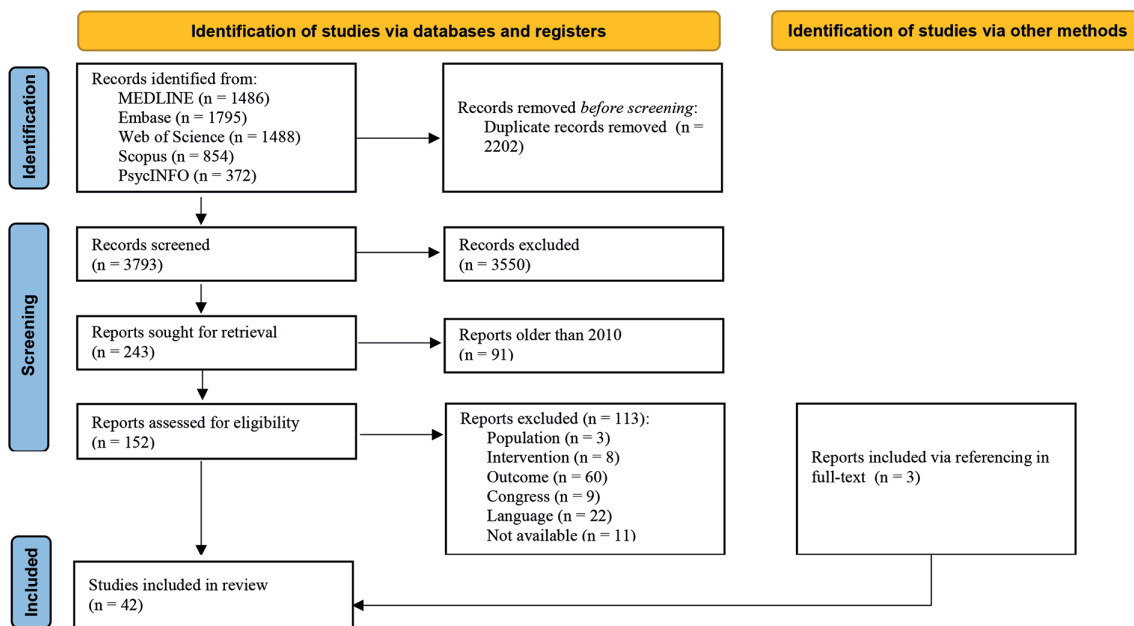 Identification of studies via databases and registers
Identification of studies via other methods
Identification
Records identified from:
MEDLINE (n = 1486)
Embase (n = 1795)
Web of Science (n = 1488)
Scopus (n = 854)
PsycINFO (n = 372)
Records removed before screening:
Duplicate records removed (n =
2202)
Screening
Records screened
(n = 3793)
Records excluded
(n = 3550)
Reports sought for retrieval
(n = 243)
Reports older than 2010
(n = 91)
Reports assessed for eligibility
(n = 152)
Reports excluded (n = 113):
Population (n = 3)
Intervention (n = 8)
Outcome (n = 60)
Congress (n = 9)
Language (n = 22)
Not available (n = 11)
Reports included via referencing in
full-text (n = 3)
Included
Studies included in review
(n = 42)